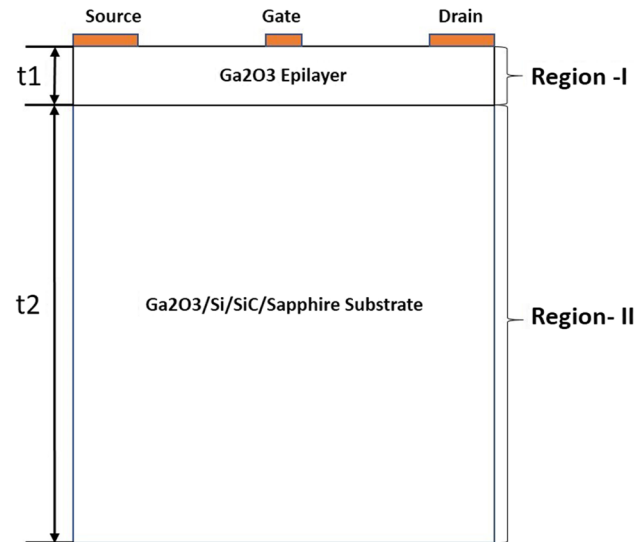 Source Gate Drain
t1
Ga2O3 Epilayer
Region -I
t2
Ga2O3/Si/SiC/Sapphire Substrate
Region- II